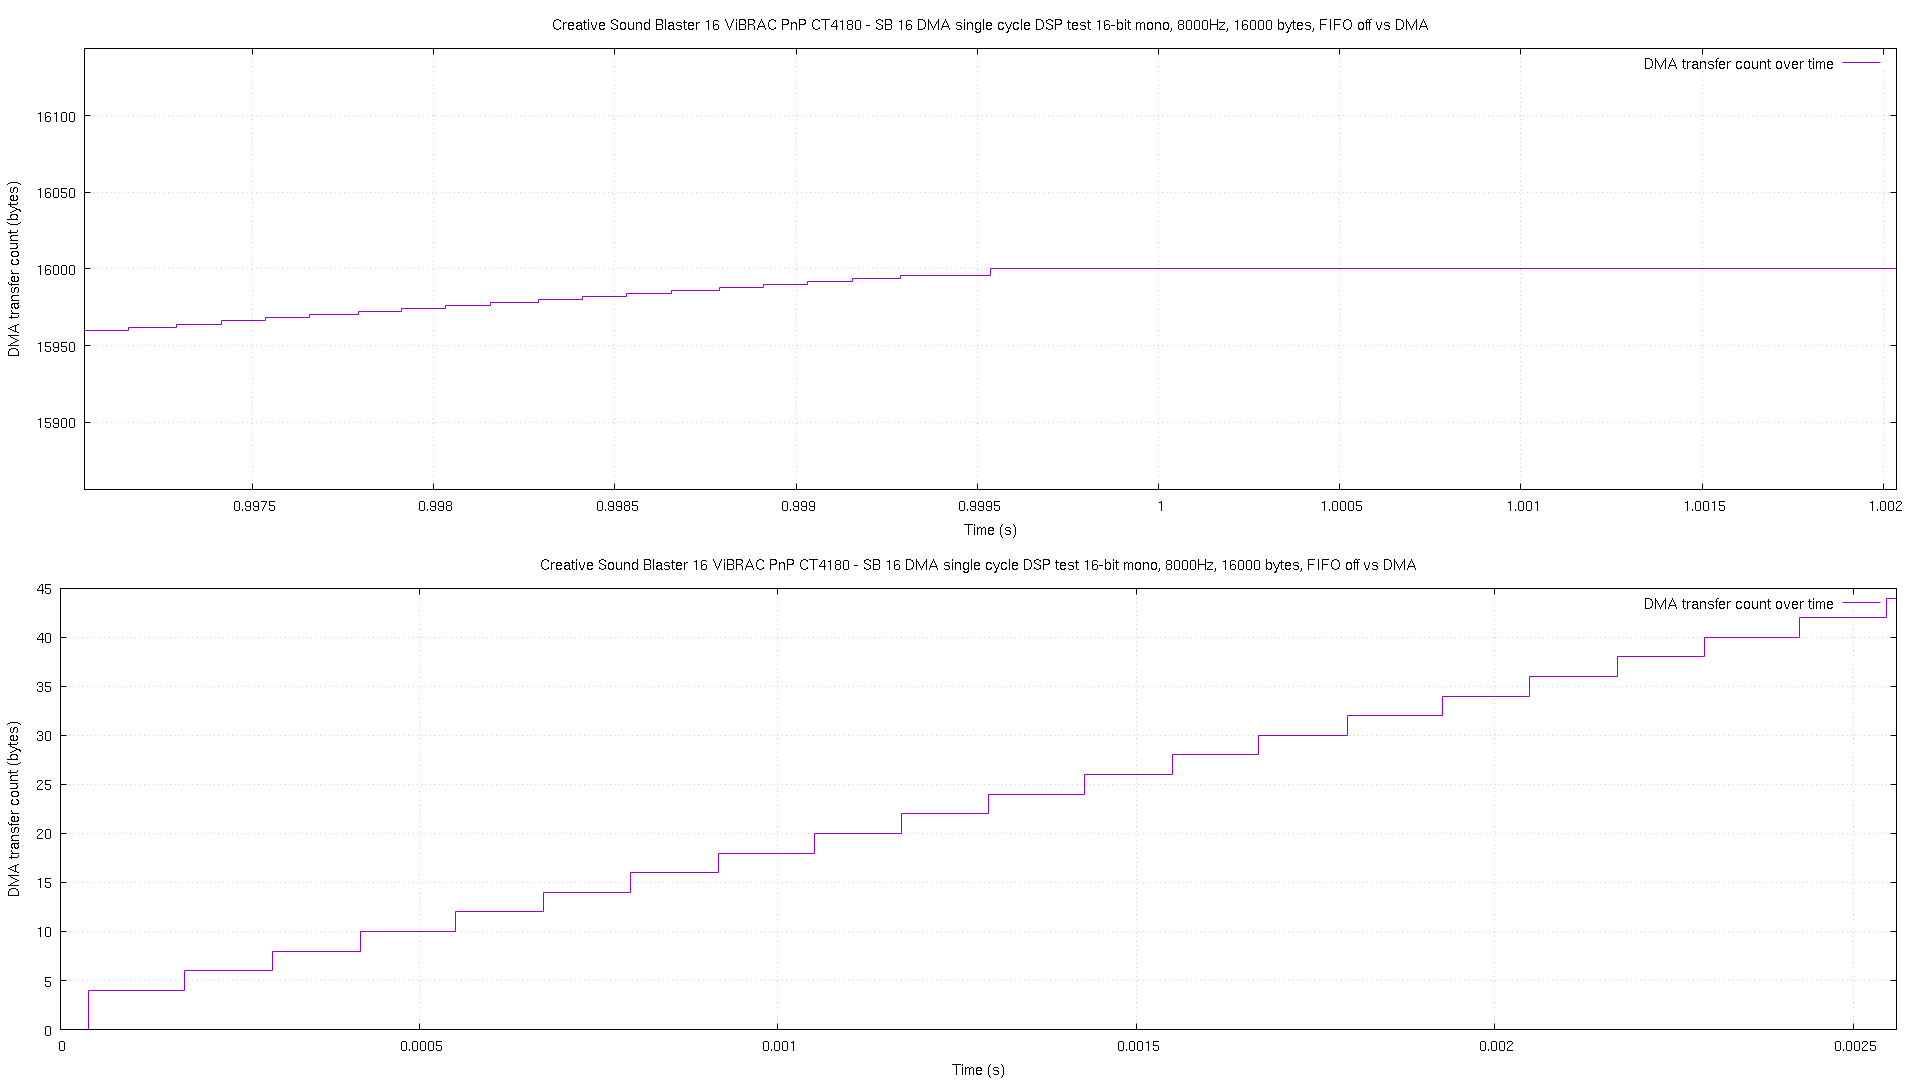 Creative Sound Blaster 16 ViBRAC PnP CT4180 - SB 16 DMA single cycle DSP test 16-bit mono, 8000Hz, 16000 bytes, FIFO off vs DMA
DMA transfer count over time
16100
16050
16000
15950
15900
DMA transfer count (bytes)
0.9975 0.998 0.9985 0.999 0.9995 1 1.0005 1.001 1.0015 1.002
Time (s)
Creative Sound Blaster 16 ViBRAC PnP CT4180 - SB 16 DMA single cycle DSP test 16-bit mono, 8000Hz, 16000 bytes, FIFO off vs DMA
DMA transfer count over time
45
40
35
30
25
20
15
10
5
0
DMA transfer count (bytes)
0 0.0005 0.001 0.0015 0.002 0.0025
Time (s)